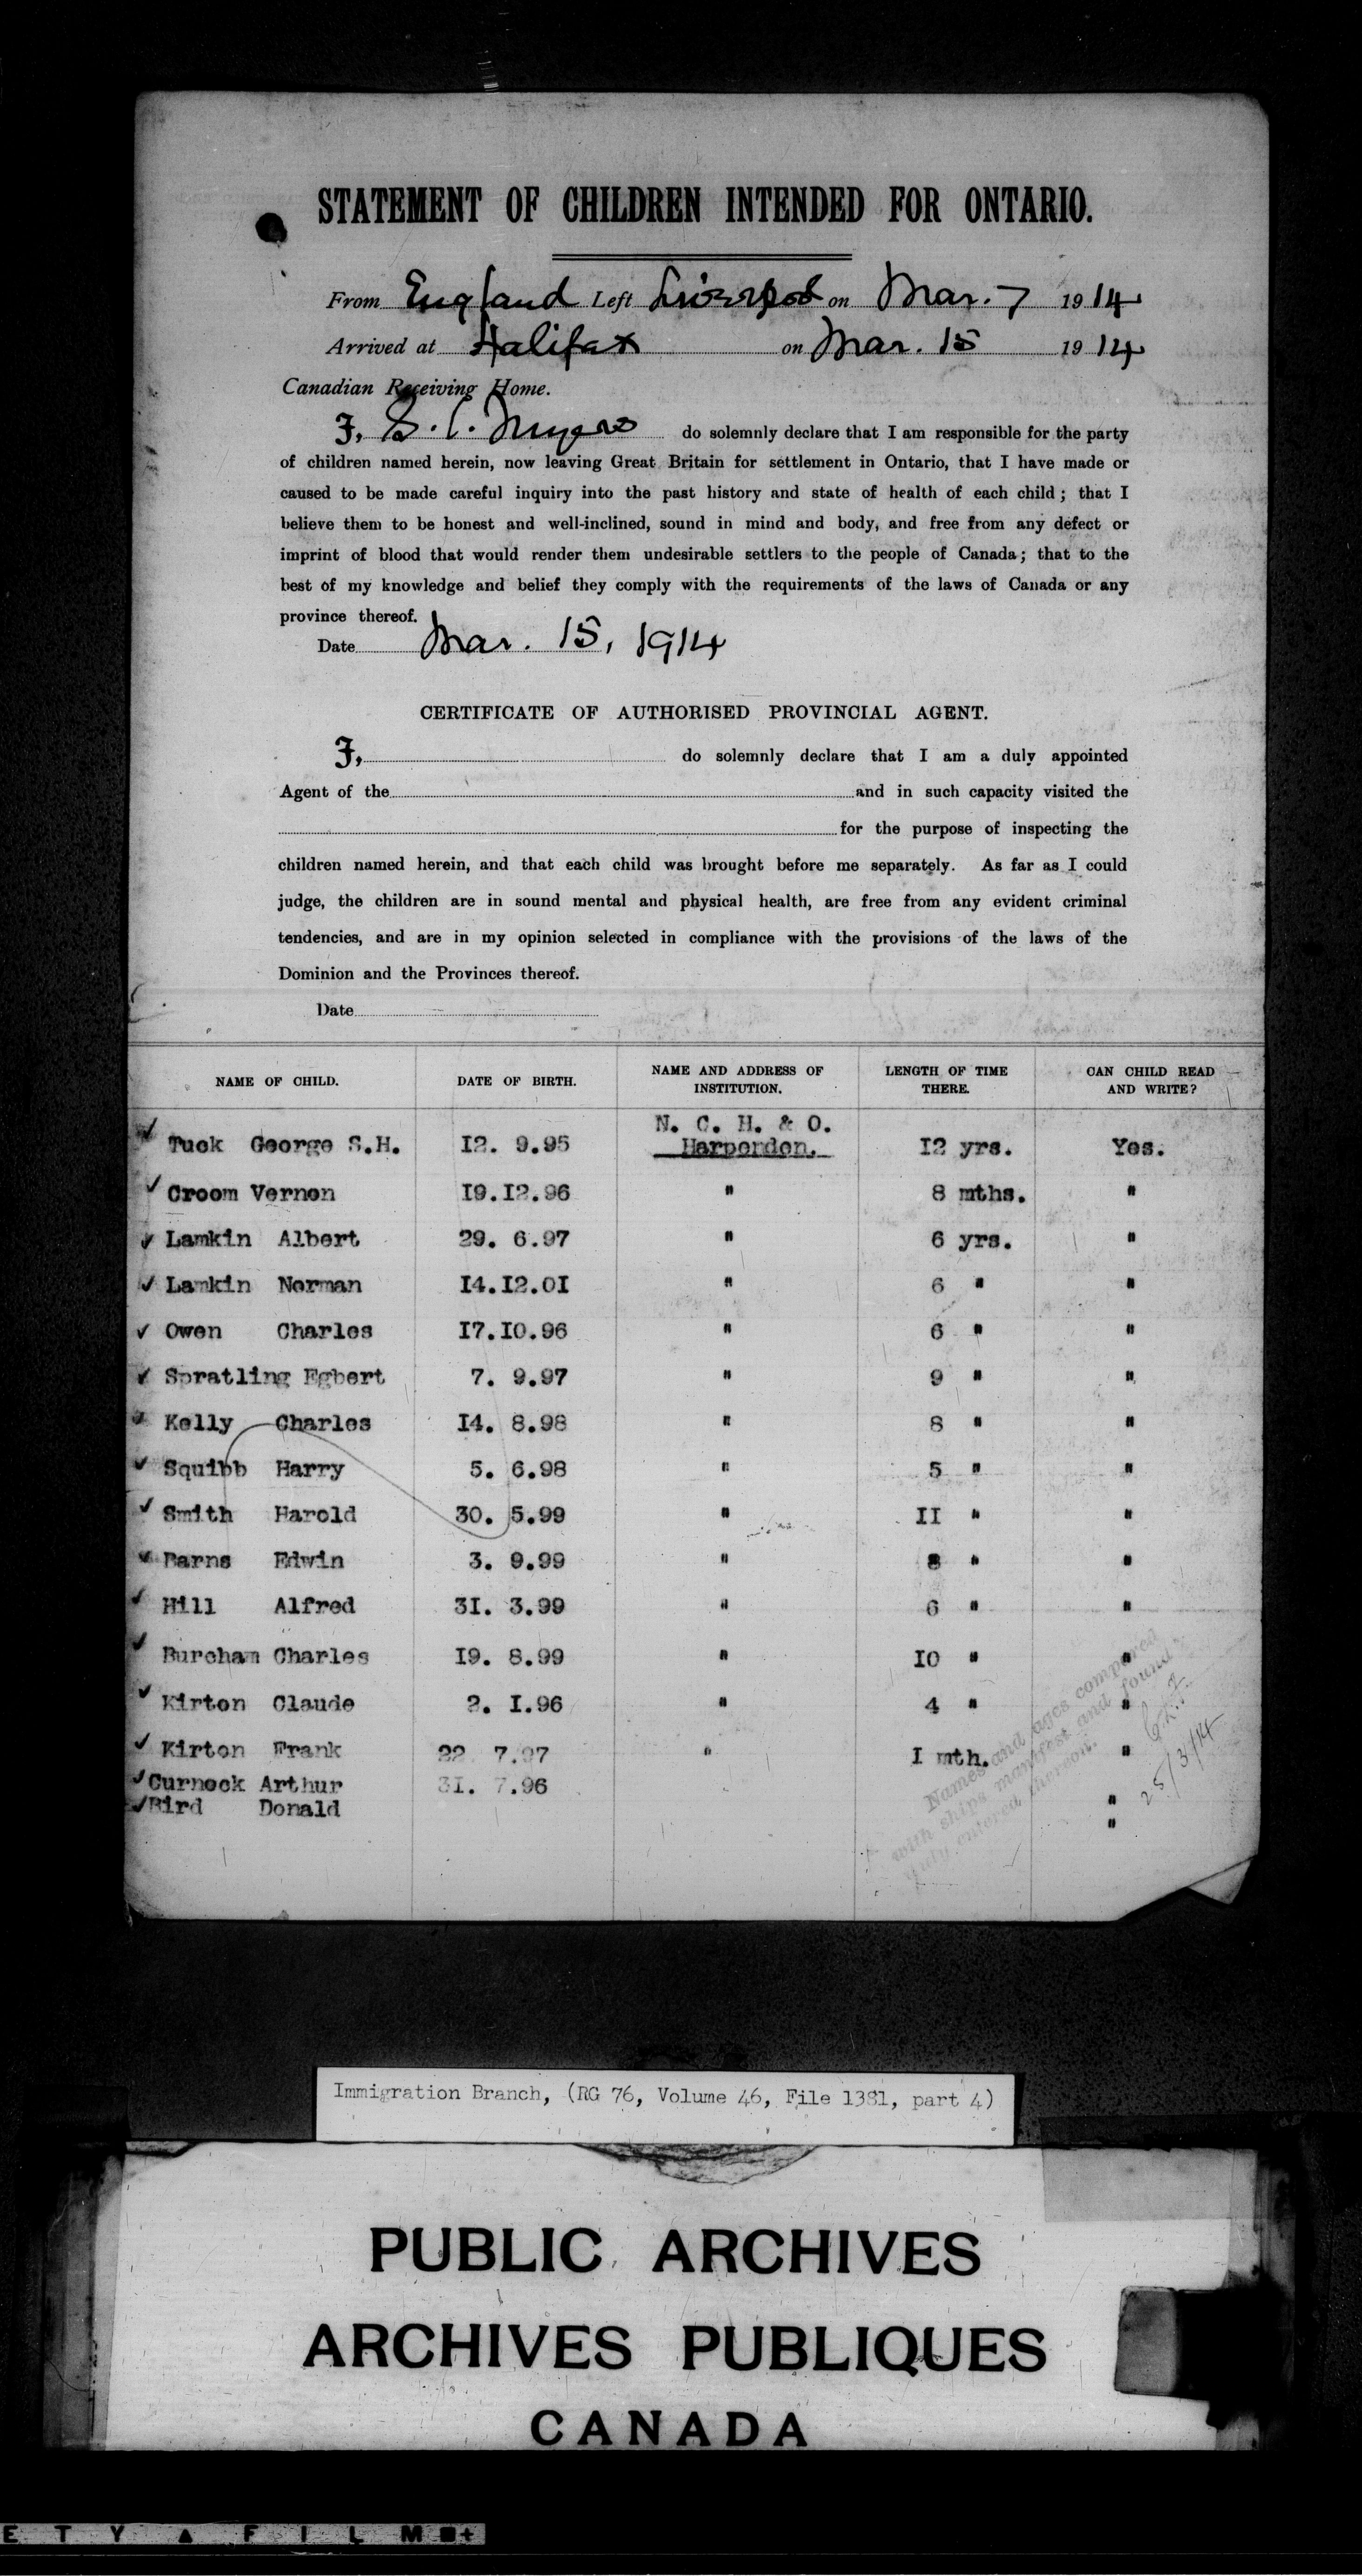 STATEMENT OF CHILDREN INTENDED FOR ONTARIO.
From England Left Liverpool on Mar. 7 1914
Arrived at Halifax on Mar. 15 1914
Canadian Receiving Home.
I, S. C. Myers do solemnly declare that I am responsible for the party
of children named herein, now leaving Great Britain for settlement in Ontario, that I have made or
caused to be made careful inquiry into the past history and state of health of each child; that I
believe them to be honest and well-inclined, sound in mind and body, and free from any defect or
imprint of blood that would render them undesirable settlers to the people of Canada; that to the
best of my knowledge and belief they comply with the requirements of the laws of Canada or any
province thereof.
Date Mar. 15, 1914
CERTIFICATE OF AUTHORISED PROVINCIAL AGENT.
I, do solemnly declare that I am a duly appointed
Agent of the and in such capacity visited the
for the purpose of inspecting the
children named herein, and that each child was brought before me separately. As far as I could
judge, the children are in sound mental and physical health, are free from any evident criminal
tendencies, and are in my opinion selected in compliance with the provisions of the laws of the
Dominion and the Provinces thereof.
Date
NAME OF CHILD. DATE OF BIRTH. NAME AND ADDRESS OF INSTITUTION. LENGTH OF TIME THERE. CAN CHILD READ AND WRITE?
N. C. H. & O.
✓ Tuck George S.H. 12. 9.95 Harpenden. 12 yrs. Yes.
✓ Croom Vernon 19.12.96 " 8 mths. "
✓ Lamkin Albert 29. 6.97 " 6 yrs. "
✓ Lamkin Norman 14.12.01 " 6 " "
✓ Owen Charles 17.10.96 " 6 " "
✓ Spratling Egbert 7. 9.97 " 9 " "
✓ Kelly Charles 14. 8.98 " 8 " "
✓ Squibb Harry 5. 6.98 " 5 " "
✓ Smith Harold 30. 5.99 " 11 " "
✓ Barns Edwin 3. 9.99 " 8 " "
✓ Hill Alfred 31. 3.99 " 6 " "
✓ Burcham Charles 19. 8.99 " 10 " "
✓ Kirton Claude 2. 1.96 " 4 " "
✓ Kirton Frank 22 7.97 " 1 mth. "
✓ Curnock Arthur 31. 7.96 "
✓ Bird Donald "
Names and ages compared
with ships manifest and found
duly entered thereon.
25/3/14
Immigration Branch, (RG 76, Volume 46, File 1381, part 4)
PUBLIC ARCHIVES
ARCHIVES PUBLIQUES
CANADA
E T Y ▲ F I L M ■+